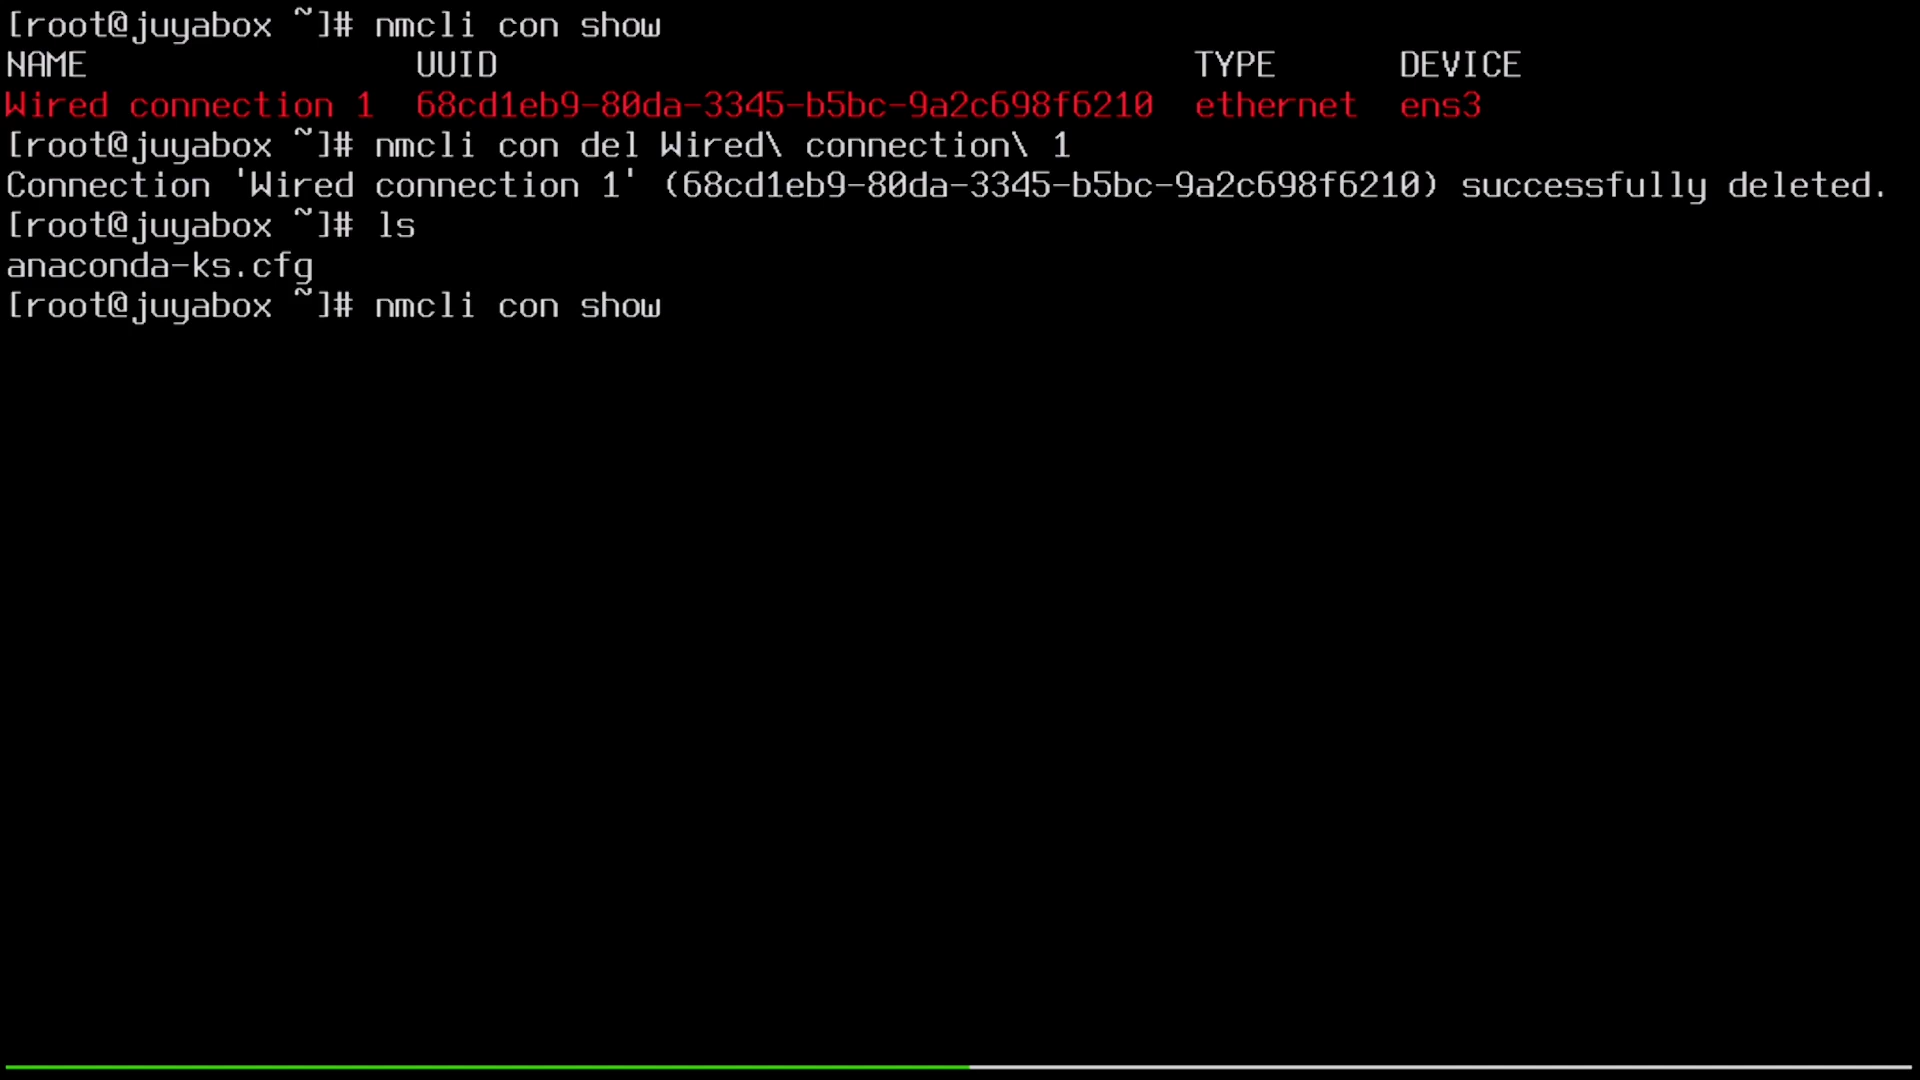 [root@juyabox ~]# nmcli con show
NAME                UUID                                  TYPE      DEVICE
Wired connection 1  68cd1eb9-80da-3345-b5bc-9a2c698f6210  ethernet  ens3
[root@juyabox ~]# nmcli con del Wired\ connection\ 1
Connection 'Wired connection 1' (68cd1eb9-80da-3345-b5bc-9a2c698f6210) successfully deleted.
[root@juyabox ~]# ls
anaconda-ks.cfg
[root@juyabox ~]# nmcli con show